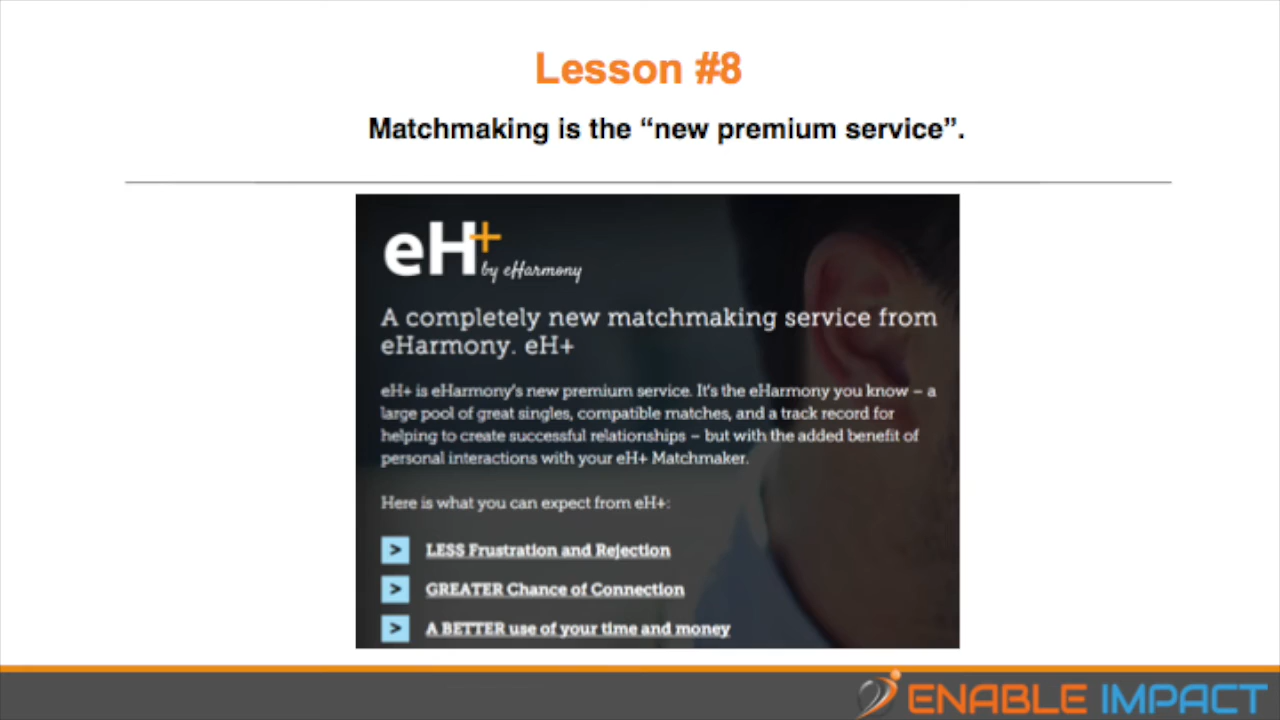 Lesson #8
Matchmaking is the “new premium service”.
eH+
by eHarmony
A completely new matchmaking service from
eHarmony. eH+
eH+ is eHarmony's new premium service. It's the eHarmony you know – a
large pool of great singles, compatible matches, and a track record for
helping to create successful relationships – but with the added benefit of
personal interactions with your eH+ Matchmaker.
Here is what you can expect from eH+:
> LESS Frustration and Rejection
> GREATER Chance of Connection
> A BETTER use of your time and money
ENABLE IMPACT